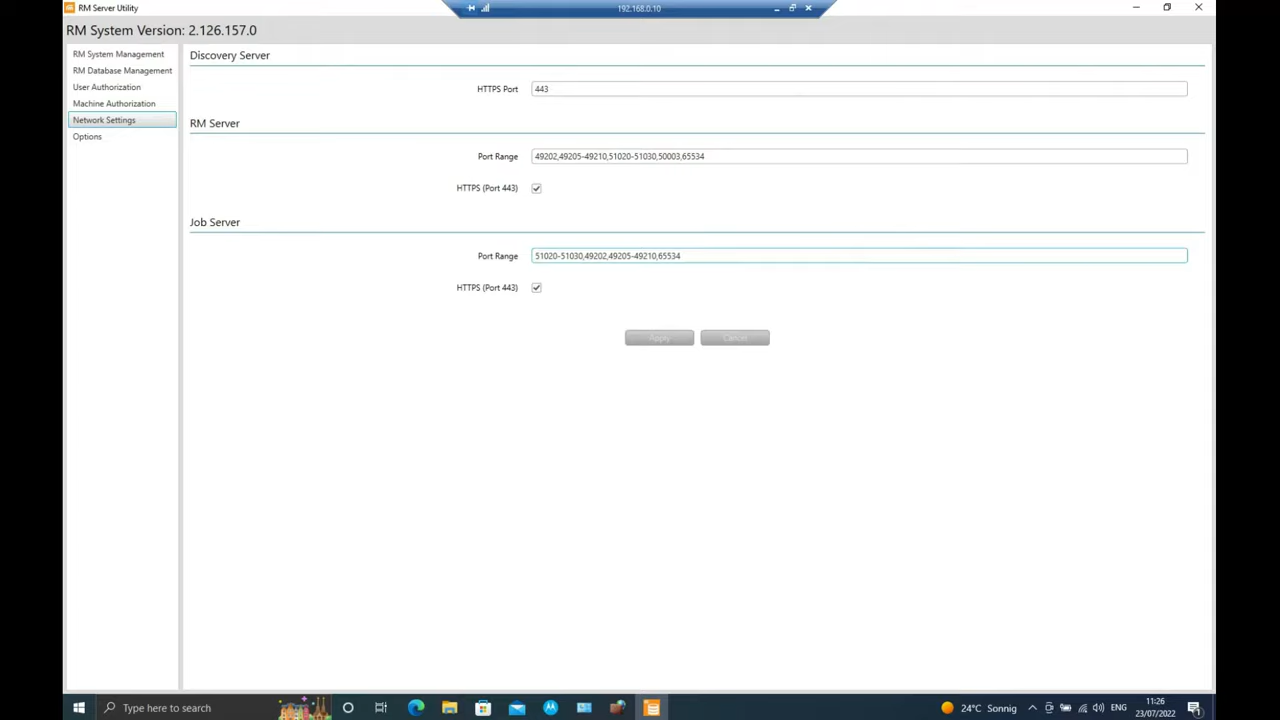 RM Server Utility
192.168.0.10
RM System Version: 2.126.157.0
RM System Management
RM Database Management
User Authorization
Machine Authorization
Network Settings
Options
Discovery Server
HTTPS Port
443
RM Server
Port Range
49202,49205-49210,51020-51030,50003,65534
HTTPS (Port 443)
Job Server
Port Range
51020-51030,49202,49205-49210,65534
HTTPS (Port 443)
Apply
Cancel
Type here to search
24°C Sonnig
ENG
11:26
23/07/2022
1